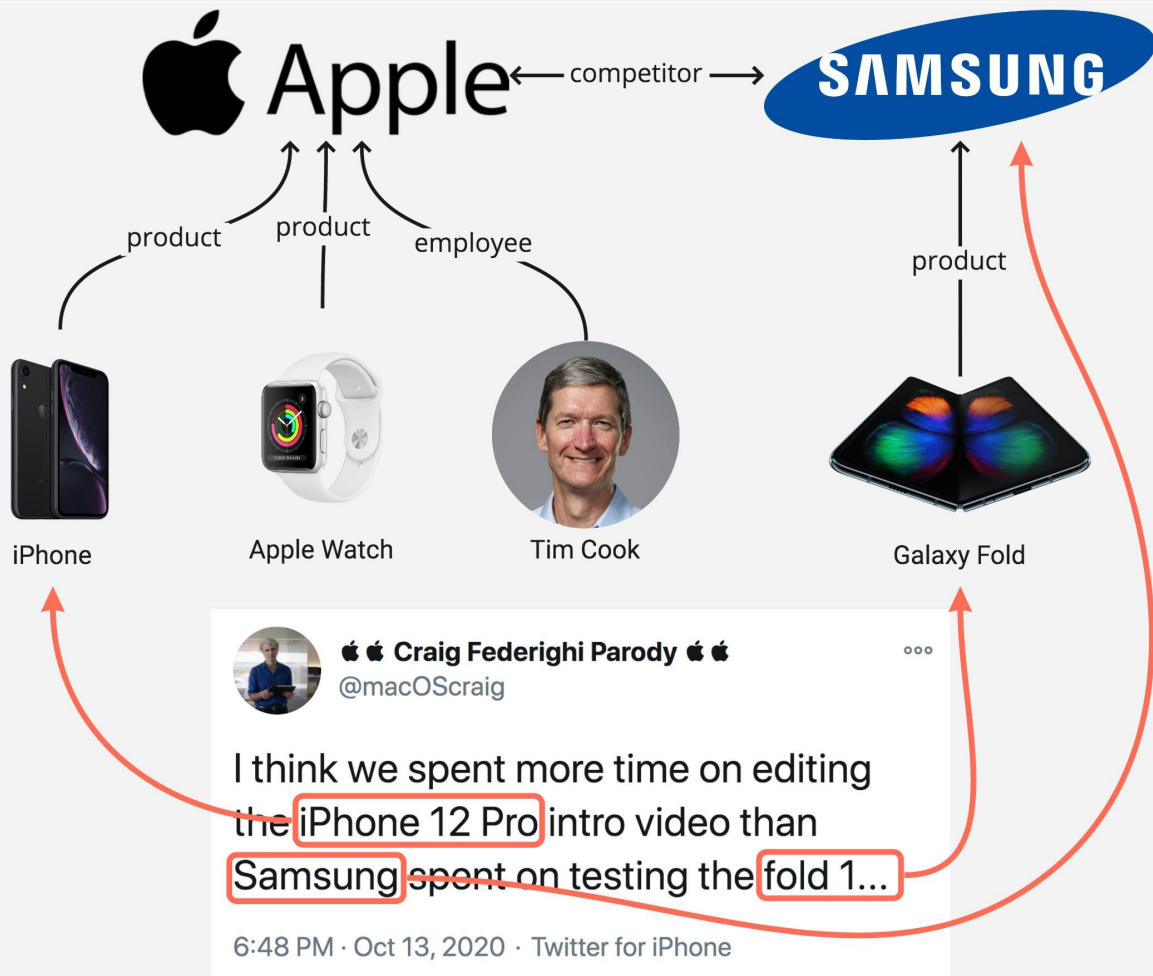 Apple
competitor
SAMSUNG
product
product
employee
product
iPhone
Apple Watch
Tim Cook
Galaxy Fold
Craig Federighi Parody
@macOScraig
I think we spent more time on editing
the iPhone 12 Pro intro video than
Samsung spent on testing the fold 1...
6:48 PM · Oct 13, 2020 · Twitter for iPhone